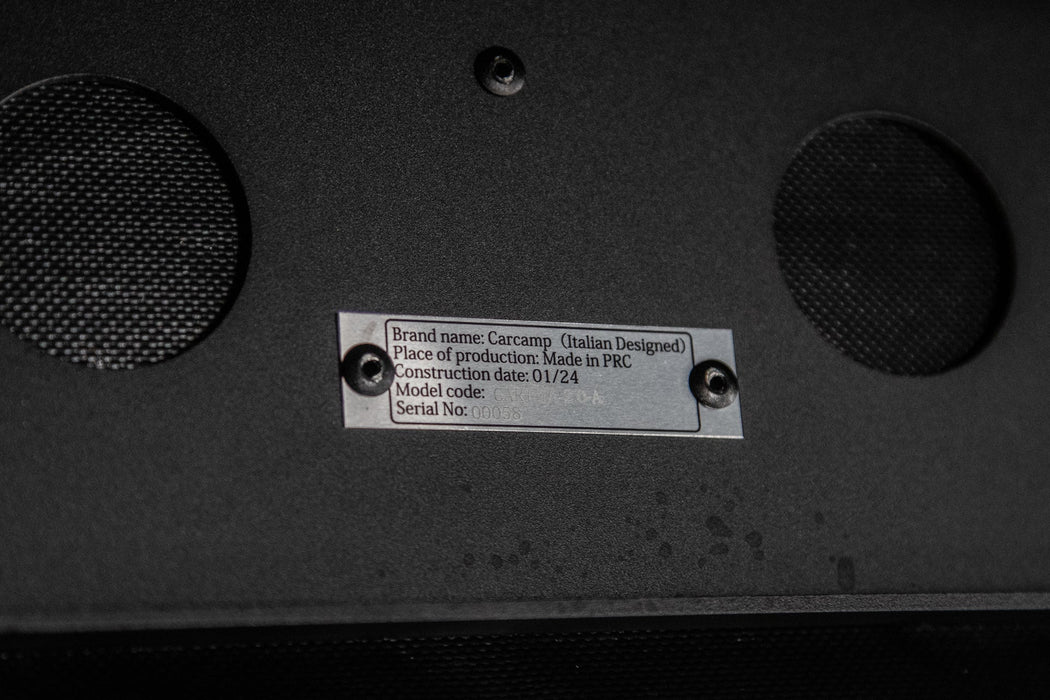 Brand name: Carcamp（Italian Designed)
Place of production: Made in PRC
Construction date: 01/24
Model code:
Serial No: 00058